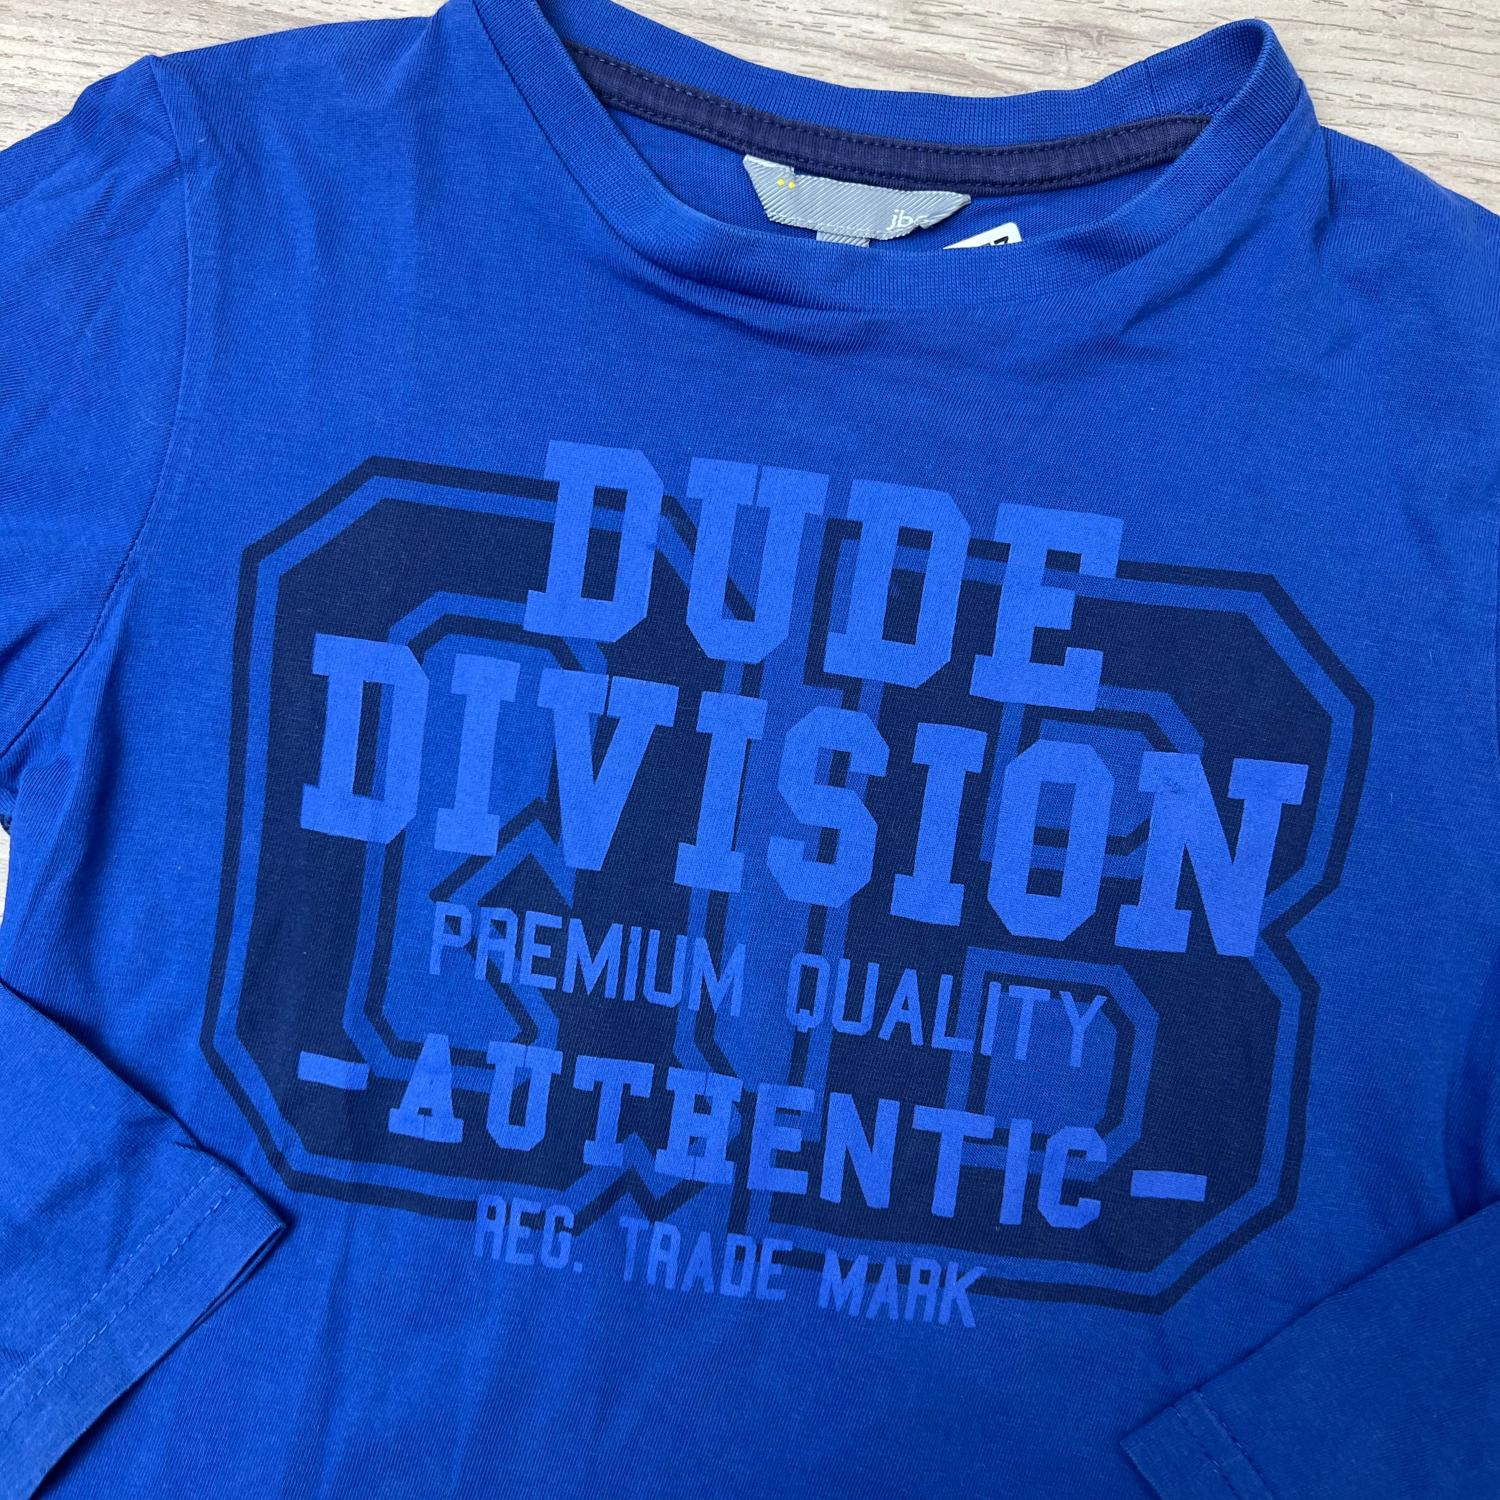 DUDE
DIVISION
PREMIUM QUALITY
-AUTHENTIC-
REG. TRADE MARK